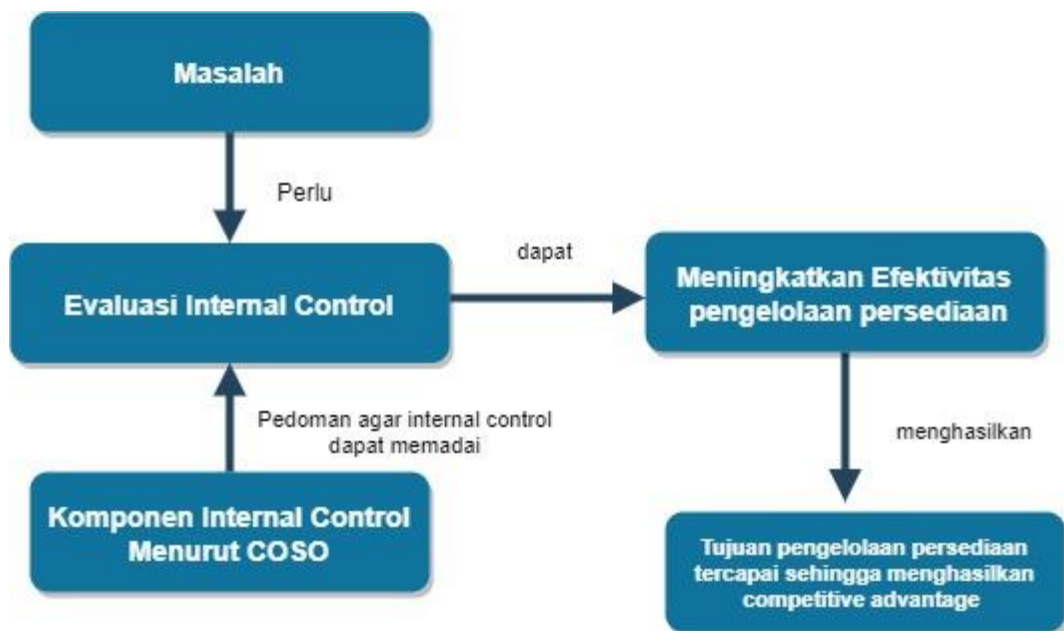 Masalah
Perlu
Evaluasi Internal Control
dapat
Meningkatkan Efektivitas
pengelolaan persediaan
Pedoman agar internal control
dapat memadai
menghasilkan
Komponen Internal Control
Menurut COSO
Tujuan pengelolaan persediaan
tercapai sehingga menghasilkan
competitive advantage